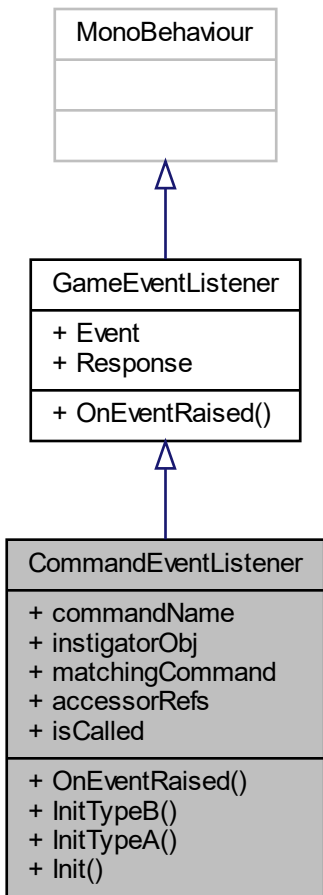 MonoBehaviour
GameEventListener
+ Event
+ Response
+ OnEventRaised()
CommandEventListener
+ commandName
+ instigatorObj
+ matchingCommand
+ accessorRefs
+ isCalled
+ OnEventRaised()
+ InitTypeB()
+ InitTypeA()
+ Init()